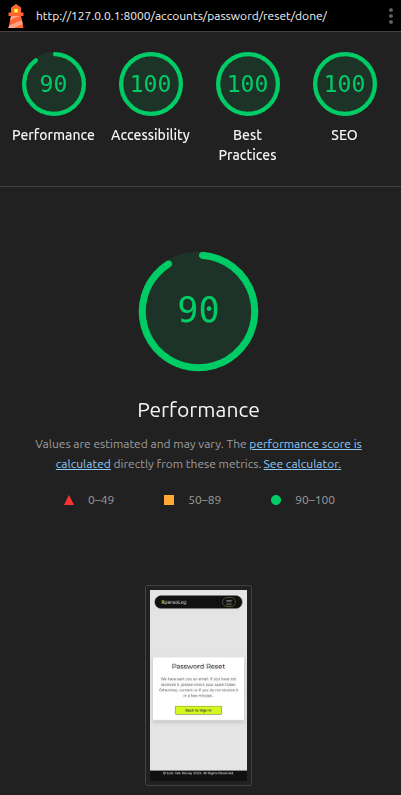 http://127.0.0.1:8000/accounts/password/reset/done/
90
100
100
100
Performance
Accessibility
Best
Practices
SEO
90
Performance
Values are estimated and may vary. The performance score is
calculated directly from these metrics. See calculator.
0–49
50–89
90–100
XpensoLog
Password Reset
We have sent you an email. If you have not
received it please check your spam folder.
Otherwise, contact us if you do not receive it
in a few minutes.
Back to Sign In
All Rights Reserved.